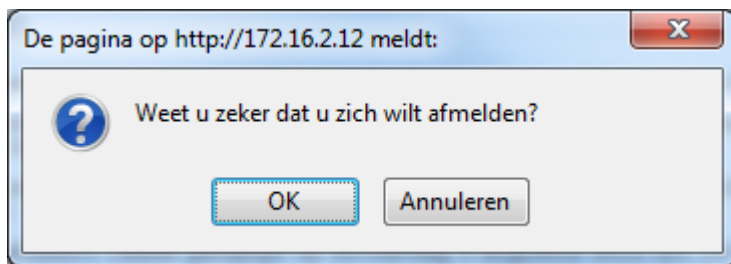 De pagina op http://172.16.2.12 meldt:
Weet u zeker dat u zich wilt afmelden?
OK
Annuleren